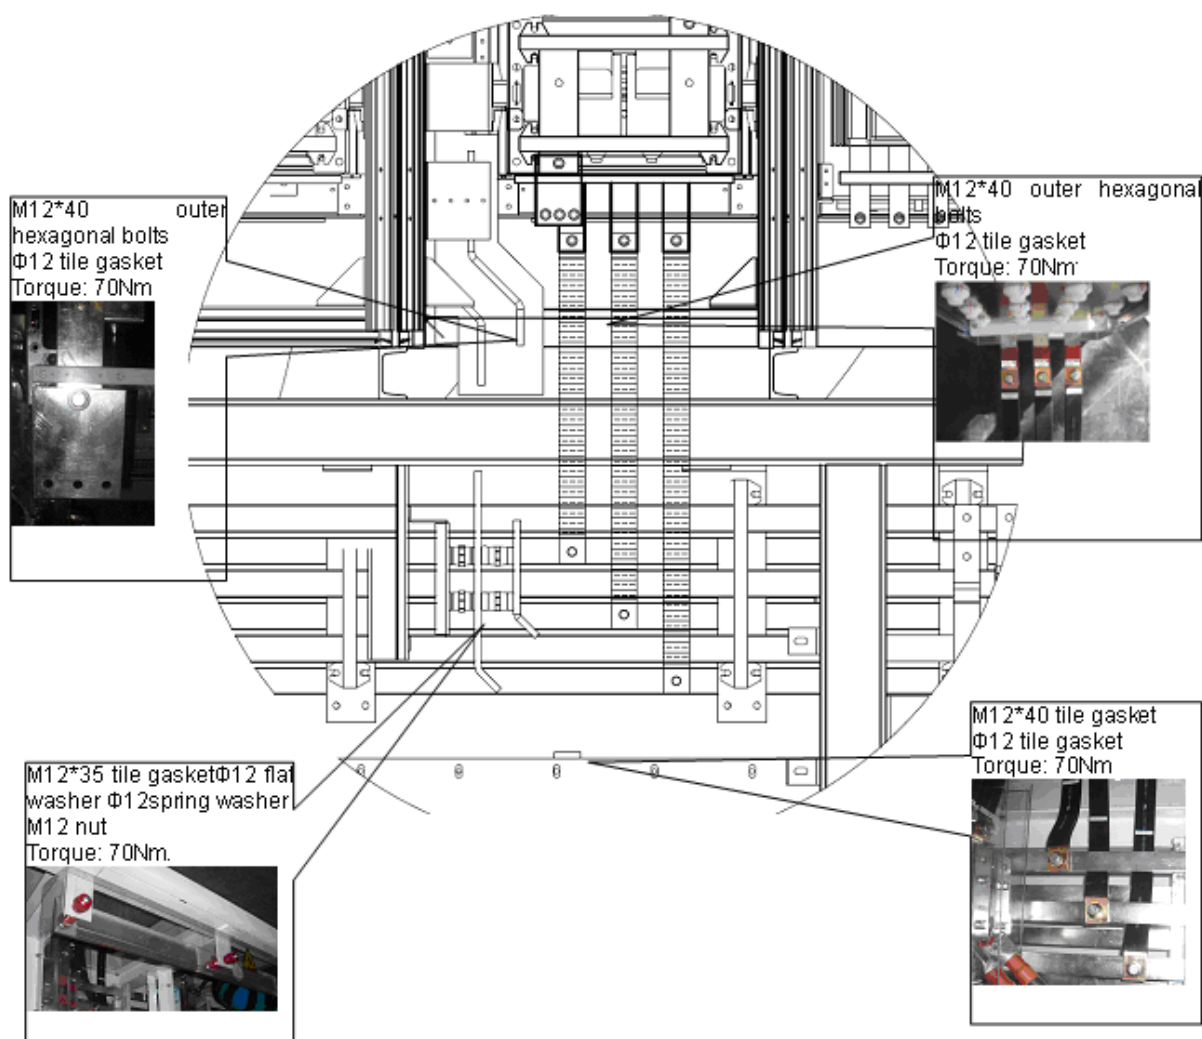 M12*40 outer
hexagonal bolts
Φ12 tile gasket
Torque: 70Nm
M12*40 outer hexagonal
bolts
Φ12 tile gasket
Torque: 70Nm
M12*35 tile gasketΦ12 flat
washer Φ12spring washer
M12 nut
Torque: 70Nm.
M12*40 tile gasket
Φ12 tile gasket
Torque: 70Nm